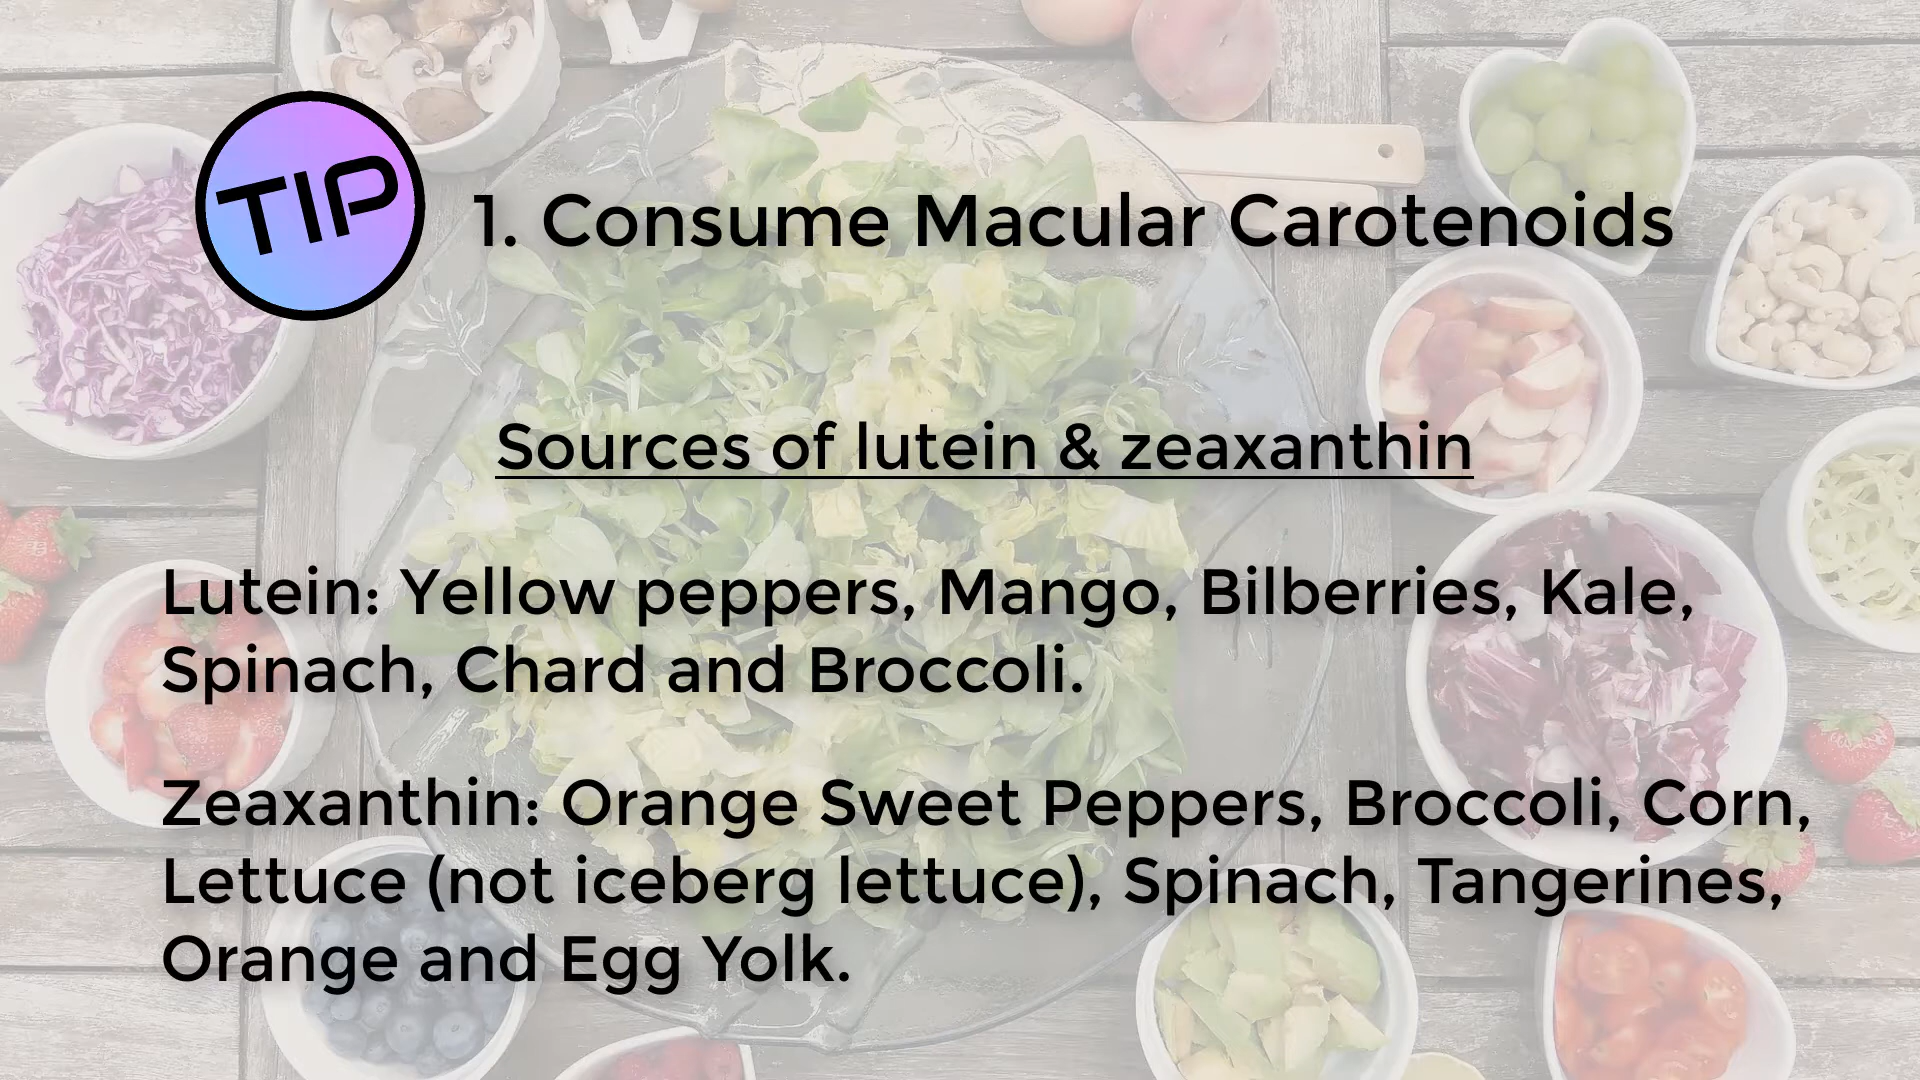 TIP
1. Consume Macular Carotenoids
Sources of lutein & zeaxanthin
Lutein: Yellow peppers, Mango, Bilberries, Kale,
Spinach, Chard and Broccoli.
Zeaxanthin: Orange Sweet Peppers, Broccoli, Corn,
Lettuce (not iceberg lettuce), Spinach, Tangerines,
Orange and Egg Yolk.